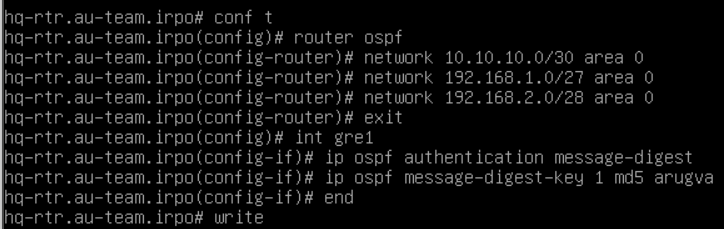 hq-rtr.au-team.irpo# conf t
hq-rtr.au-team.irpo(config)# router ospf
hq-rtr.au-team.irpo(config-router)# network 10.10.10.0/30 area 0
hq-rtr.au-team.irpo(config-router)# network 192.168.1.0/27 area 0
hq-rtr.au-team.irpo(config-router)# network 192.168.2.0/28 area 0
hq-rtr.au-team.irpo(config-router)# exit
hq-rtr.au-team.irpo(config)# int gre1
hq-rtr.au-team.irpo(config-if)# ip ospf authentication message-digest
hq-rtr.au-team.irpo(config-if)# ip ospf message-digest-key 1 md5 arugva
hq-rtr.au-team.irpo(config-if)# end
hq-rtr.au-team.irpo# write